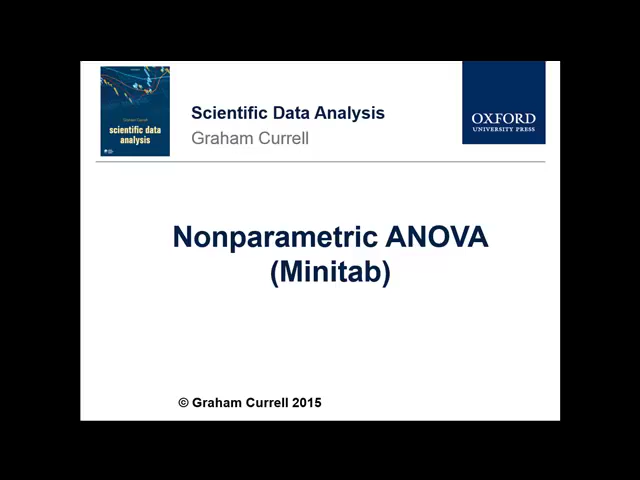 scientific data
analysis
Scientific Data Analysis
Graham Currell
OXFORD
UNIVERSITY PRESS
Nonparametric ANOVA
(Minitab)
© Graham Currell 2015